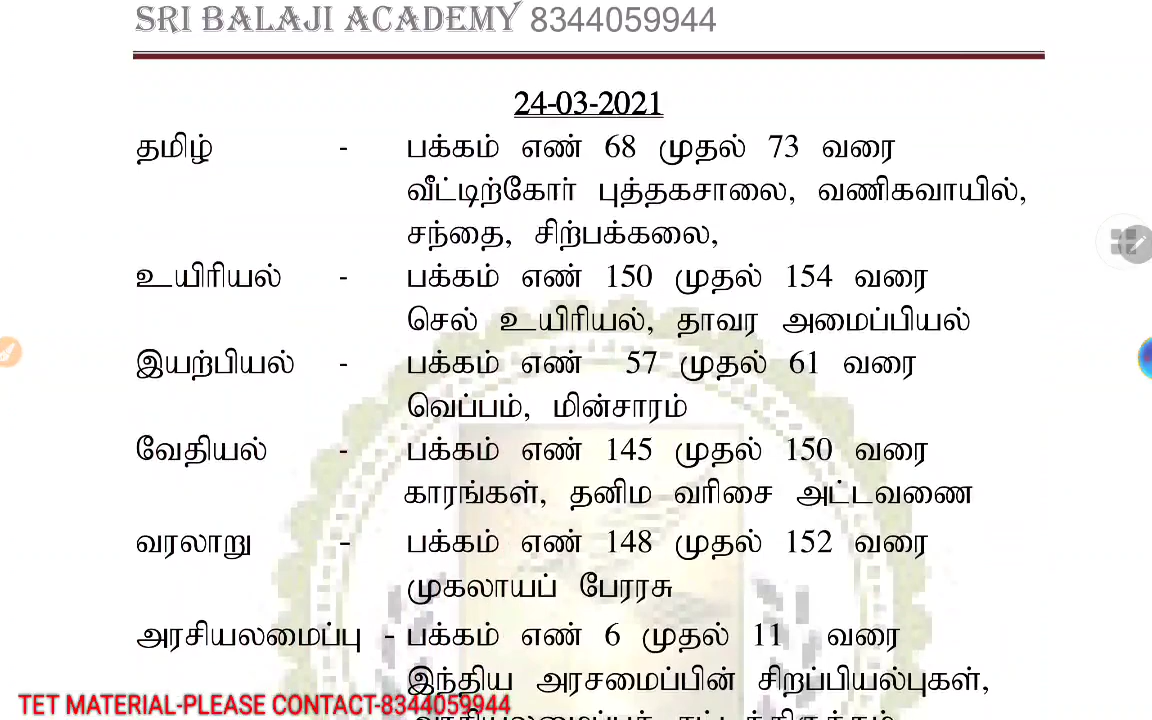 SRI BALAJI ACADEMY 8344059944
24-03-2021
தமிழ் - பக்கம் எண் 68 முதல் 73 வரை
வீட்டிற்கோர் புத்தகசாலை, வணிகவாயில்,
சந்தை, சிற்பக்கலை,
உயிரியல் - பக்கம் எண் 150 முதல் 154 வரை
செல் உயிரியல், தாவர அமைப்பியல்
இயற்பியல் - பக்கம் எண் 57 முதல் 61 வரை
வெப்பம், மின்சாரம்
வேதியல் - பக்கம் எண் 145 முதல் 150 வரை
காரங்கள், தனிம வரிசை அட்டவணை
வரலாறு - பக்கம் எண் 148 முதல் 152 வரை
முகலாயப் பேரரசு
அரசியலமைப்பு - பக்கம் எண் 6 முதல் 11 வரை
இந்திய அரசமைப்பின் சிறப்பியல்புகள்,
TET MATERIAL-PLEASE CONTACT-8344059944